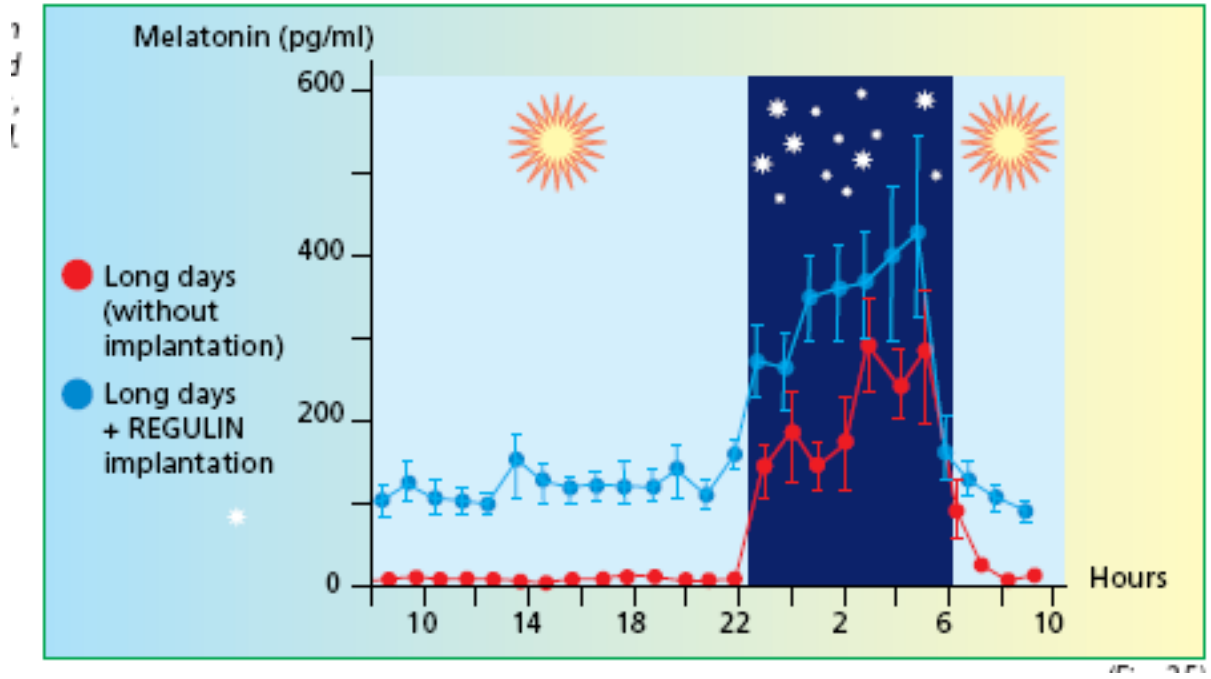 Melatonin (pg/ml)
600
400
200
0
Long days
(without
implantation)
Long days
+ REGULIN
implantation
10 14 18 22 2 6 10
Hours